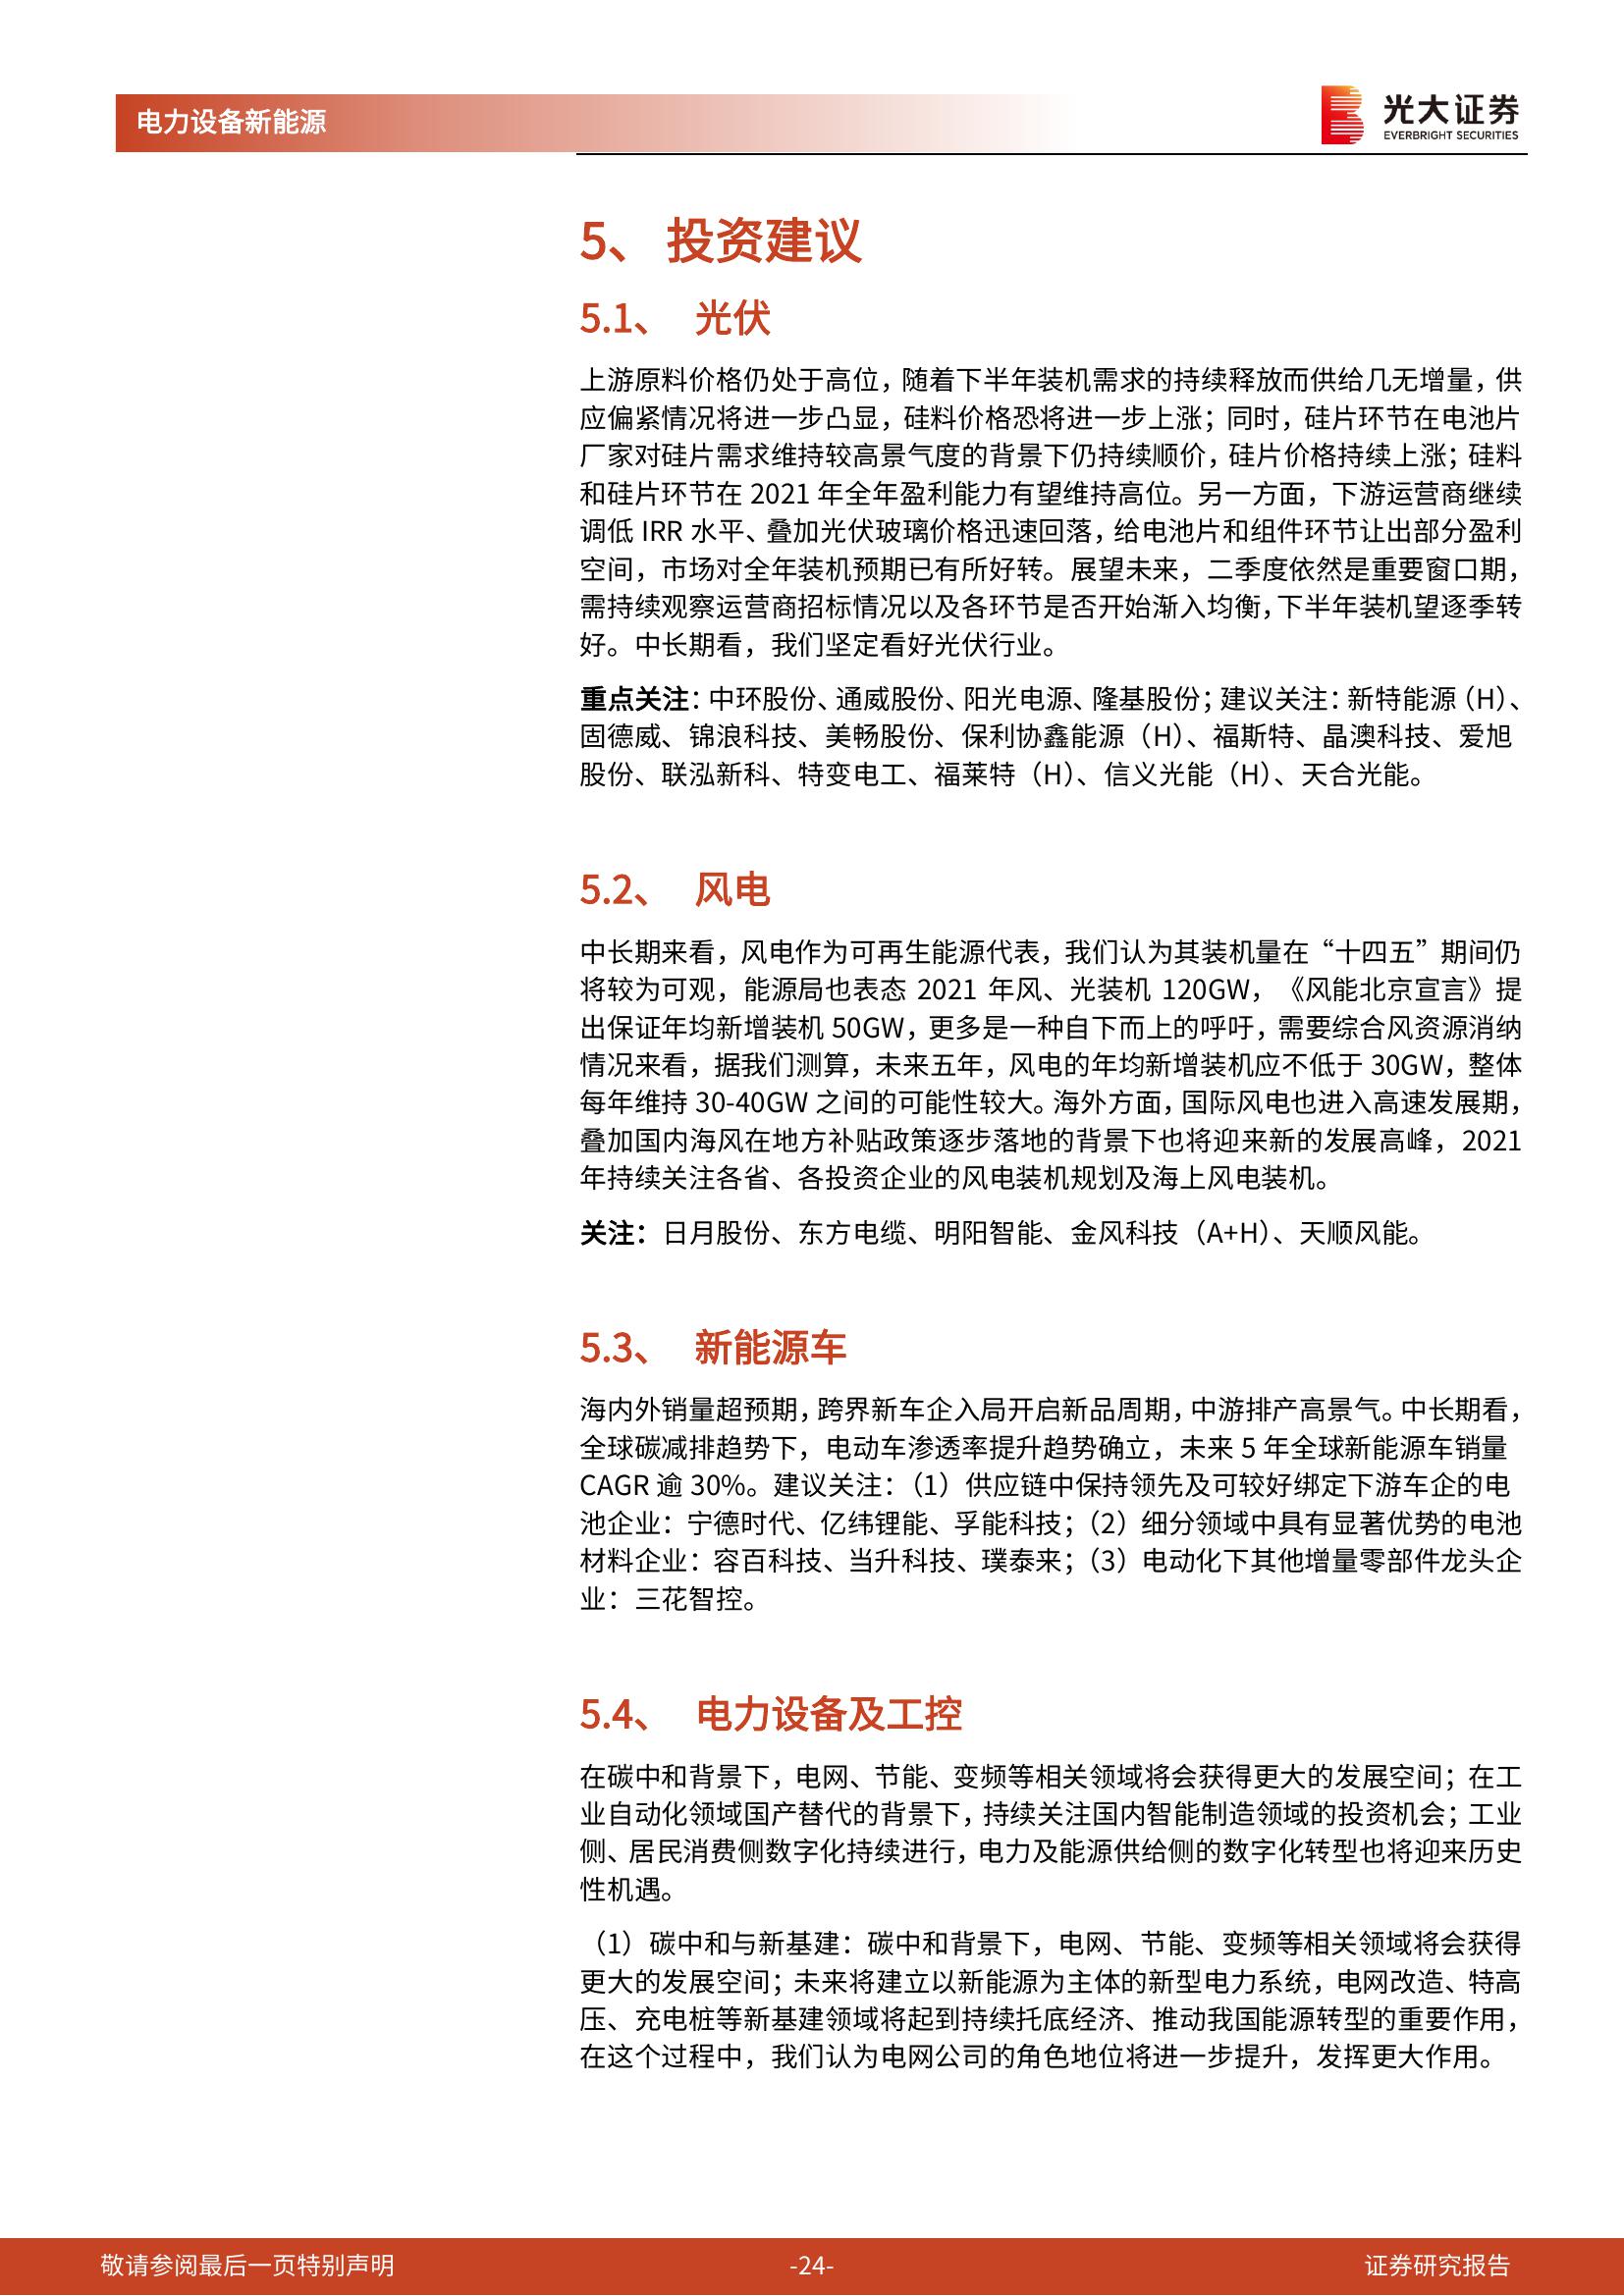 电力设备新能源
光大证券
EVERBRIGHT SECURITIES
5、 投资建议
5.1、 光伏
上游原料价格仍处于高位，随着下半年装机需求的持续释放而供给几无增量，供
应偏紧情况将进一步凸显，硅料价格恐将进一步上涨；同时，硅片环节在电池片
厂家对硅片需求维持较高景气度的背景下仍持续顺价，硅片价格持续上涨；硅料
和硅片环节在 2021 年全年盈利能力有望维持高位。另一方面，下游运营商继续
调低 IRR 水平、叠加光伏玻璃价格迅速回落，给电池片和组件环节让出部分盈利
空间，市场对全年装机预期已有所好转。展望未来，二季度依然是重要窗口期，
需持续观察运营商招标情况以及各环节是否开始渐入均衡，下半年装机望逐季转
好。中长期看，我们坚定看好光伏行业。
重点关注：中环股份、通威股份、阳光电源、隆基股份；建议关注：新特能源（H）、
固德威、锦浪科技、美畅股份、保利协鑫能源（H）、福斯特、晶澳科技、爱旭
股份、联泓新科、特变电工、福莱特（H）、信义光能（H）、天合光能。
5.2、 风电
中长期来看，风电作为可再生能源代表，我们认为其装机量在“十四五”期间仍
将较为可观，能源局也表态 2021 年风、光装机 120GW，《风能北京宣言》提
出保证年均新增装机 50GW，更多是一种自下而上的呼吁，需要综合风资源消纳
情况来看，据我们测算，未来五年，风电的年均新增装机应不低于 30GW，整体
每年维持 30-40GW 之间的可能性较大。海外方面，国际风电也进入高速发展期，
叠加国内海风在地方补贴政策逐步落地的背景下也将迎来新的发展高峰，2021
年持续关注各省、各投资企业的风电装机规划及海上风电装机。
关注：日月股份、东方电缆、明阳智能、金风科技（A+H）、天顺风能。
5.3、 新能源车
海内外销量超预期，跨界新车企入局开启新品周期，中游排产高景气。中长期看，
全球碳减排趋势下，电动车渗透率提升趋势确立，未来 5 年全球新能源车销量
CAGR 逾 30%。建议关注：（1）供应链中保持领先及可较好绑定下游车企的电
池企业：宁德时代、亿纬锂能、孚能科技；（2）细分领域中具有显著优势的电池
材料企业：容百科技、当升科技、璞泰来；（3）电动化下其他增量零部件龙头企
业：三花智控。
5.4、 电力设备及工控
在碳中和背景下，电网、节能、变频等相关领域将会获得更大的发展空间；在工
业自动化领域国产替代的背景下，持续关注国内智能制造领域的投资机会；工业
侧、居民消费侧数字化持续进行，电力及能源供给侧的数字化转型也将迎来历史
性机遇。
（1）碳中和与新基建：碳中和背景下，电网、节能、变频等相关领域将会获得
更大的发展空间；未来将建立以新能源为主体的新型电力系统，电网改造、特高
压、充电桩等新基建领域将起到持续托底经济、推动我国能源转型的重要作用，
在这个过程中，我们认为电网公司的角色地位将进一步提升，发挥更大作用。
敬请参阅最后一页特别声明
-24-
证券研究报告